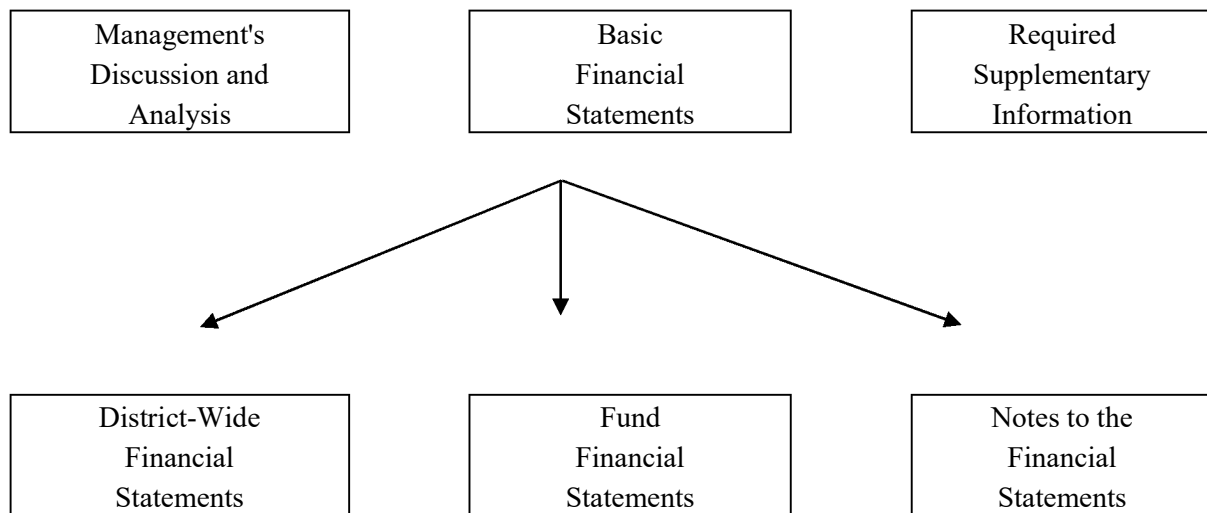 Management's
Discussion and
Analysis
Basic
Financial
Statements
Required
Supplementary
Information
District-Wide
Financial
Statements
Fund
Financial
Statements
Notes to the
Financial
Statements